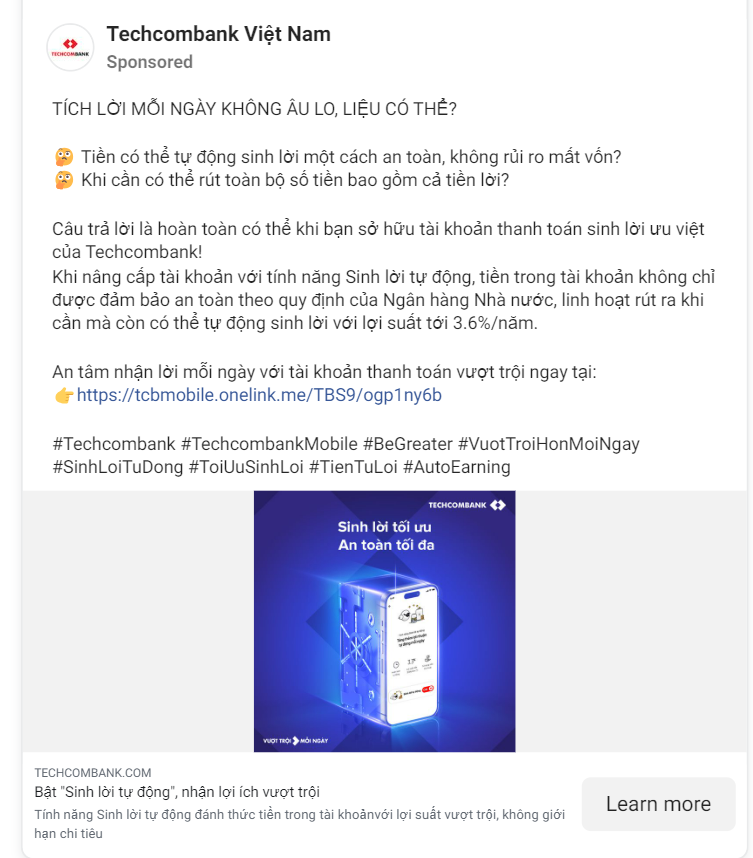 TECHCOMBANK
Techcombank Việt Nam
Sponsored
TÍCH LỜI MỖI NGÀY KHÔNG ÂU LO, LIỆU CÓ THỂ?
🤔 Tiền có thể tự động sinh lời một cách an toàn, không rủi ro mất vốn?
🤔 Khi cần có thể rút toàn bộ số tiền bao gồm cả tiền lời?
Câu trả lời là hoàn toàn có thể khi bạn sở hữu tài khoản thanh toán sinh lời ưu việt
của Techcombank!
Khi nâng cấp tài khoản với tính năng Sinh lời tự động, tiền trong tài khoản không chỉ
được đảm bảo an toàn theo quy định của Ngân hàng Nhà nước, linh hoạt rút ra khi
cần mà còn có thể tự động sinh lời với lợi suất tới 3.6%/năm.
An tâm nhận lời mỗi ngày với tài khoản thanh toán vượt trội ngay tại:
👉https://tcbmobile.onelink.me/TBS9/ogp1ny6b
#Techcombank #TechcombankMobile #BeGreater #VuotTroiHonMoiNgay
#SinhLoiTuDong #ToiUuSinhLoi #TienTuLoi #AutoEarning
TECHCOMBANK
Sinh lời tối ưu
An toàn tối đa
VƯỢT TRỘI MỖI NGÀY
TECHCOMBANK.COM
Bật "Sinh lời tự động", nhận lợi ích vượt trội
Tính năng Sinh lời tự động đánh thức tiền trong tài khoảnvới lợi suất vượt trội, không giới
hạn chi tiêu
Learn more